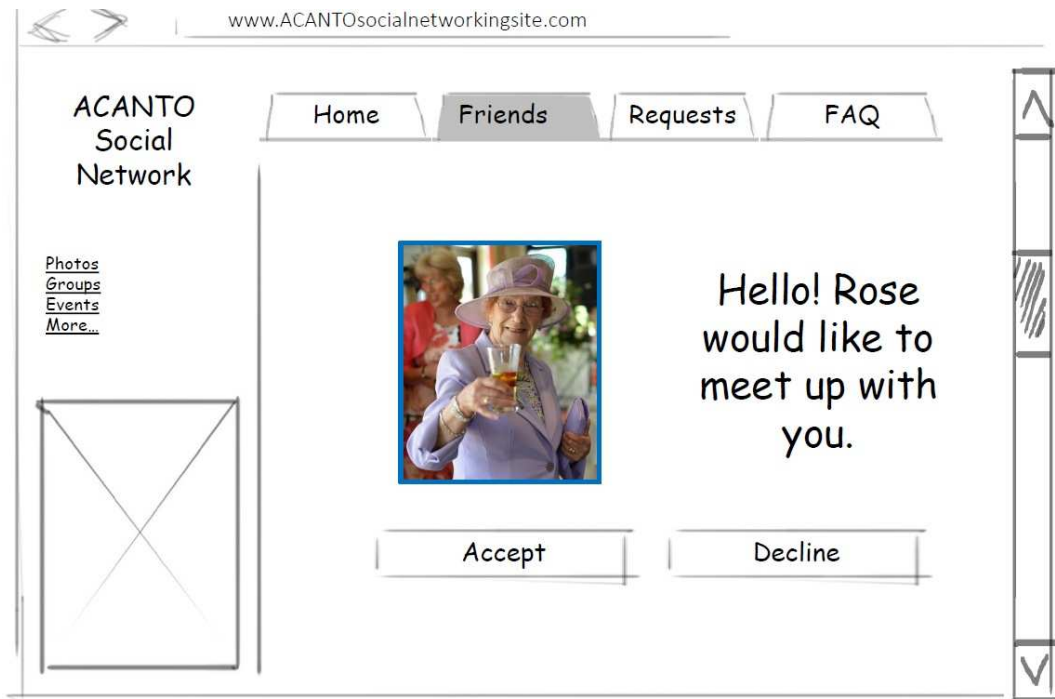 www.ACANTOsocialnetworkingsite.com
ACANTO
Social
Network
Home
Friends
Requests
FAQ
Photos
Groups
Events
More...
Hello! Rose
would like to
meet up with
you.
Accept
Decline